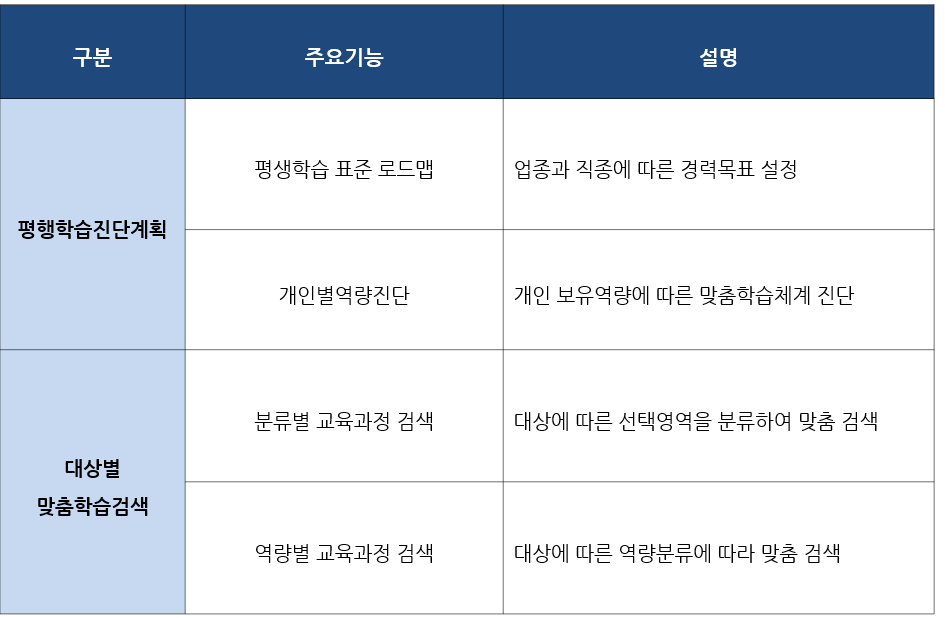 구분 주요기능 설명
평행학습진단계획
평생학습 표준 로드맵 업종과 직종에 따른 경력목표 설정
개인별역량진단 개인 보유역량에 따른 맞춤학습체계 진단
대상별
맞춤학습검색
분류별 교육과정 검색 대상에 따른 선택영역을 분류하여 맞춤 검색
역량별 교육과정 검색 대상에 따른 역량분류에 따라 맞춤 검색